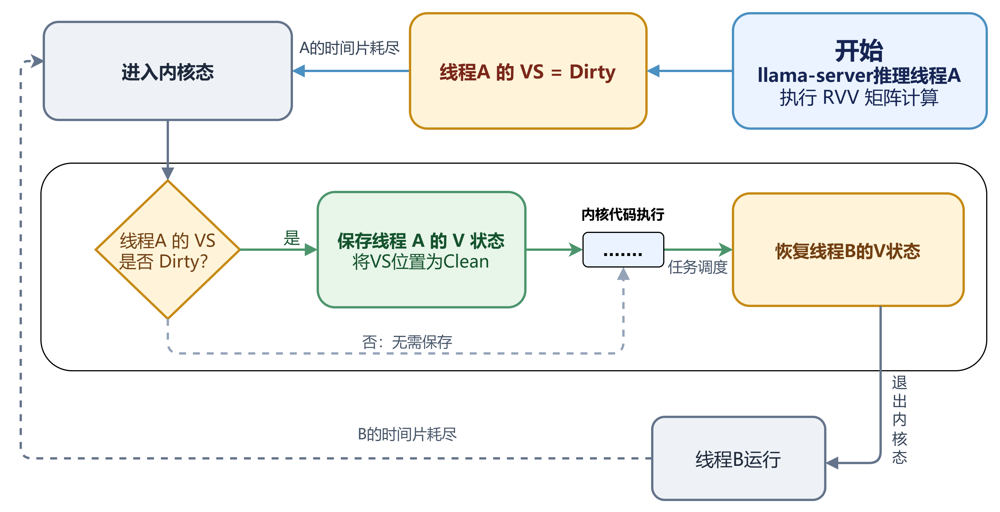 开始
llama-server推理线程A
执行 RVV 矩阵计算
线程A 的 VS = Dirty
A的时间片耗尽
进入内核态
线程A 的 VS
是否 Dirty?
是
保存线程 A 的 V 状态
将VS位置为Clean
内核代码执行
.......
任务调度
恢复线程B的V状态
否：无需保存
退
出
内
核
态
线程B运行
B的时间片耗尽